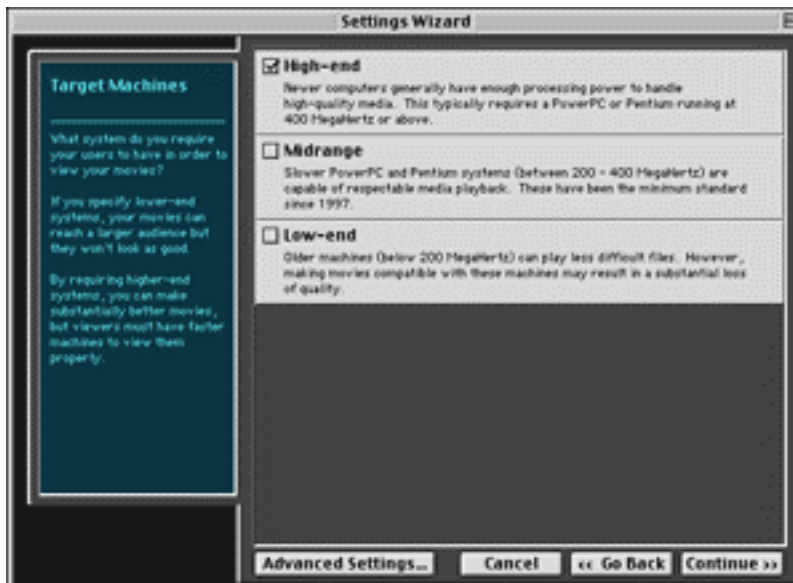 Settings Wizard
Target Machines
What system do you require
your users to have in order to
view your movies?
If you specify lower-end
systems, your movies can
reach a larger audience but
they won't look as good.
By requiring higher-end
systems, you can make
substantially better movies,
but viewers must have faster
machines to view them
properly.
High-end
Newer computers generally have enough processing power to handle
high-quality media. This typically requires a PowerPC or Pentium running at
400 MegaHertz or above.
Midrange
Slower PowerPC and Pentium systems (between 200 - 400 MegaHertz) are
capable of respectable media playback. These have been the minimum standard
since 1997.
Low-end
Older machines (below 200 MegaHertz) can play less difficult files. However,
making movies compatible with these machines may result in a substantial loss
of quality.
Advanced Settings... Cancel << Go Back Continue >>